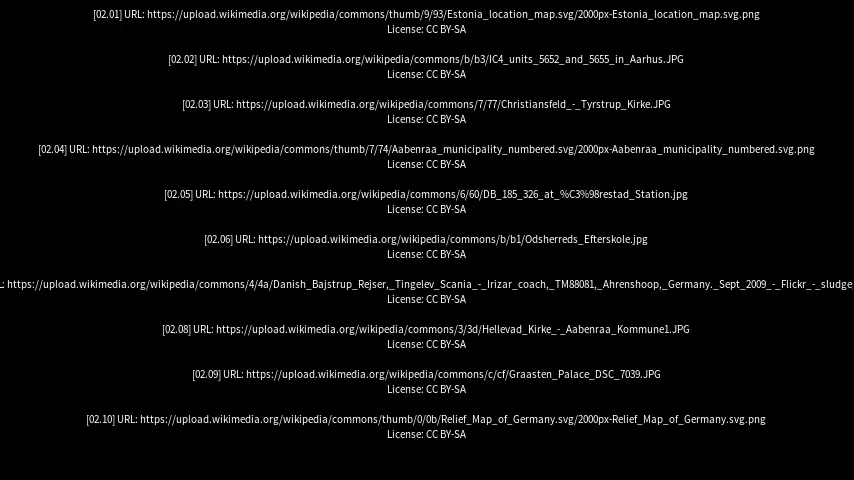 [02.01] URL: https://upload.wikimedia.org/wikipedia/commons/thumb/9/93/Estonia_location_map.svg/2000px-Estonia_location_map.svg.png
License: CC BY-SA
[02.02] URL: https://upload.wikimedia.org/wikipedia/commons/b/b3/IC4_units_5652_and_5655_in_Aarhus.JPG
License: CC BY-SA
[02.03] URL: https://upload.wikimedia.org/wikipedia/commons/7/77/Christiansfeld_-_Tyrstrup_Kirke.JPG
License: CC BY-SA
[02.04] URL: https://upload.wikimedia.org/wikipedia/commons/thumb/7/74/Aabenraa_municipality_numbered.svg/2000px-Aabenraa_municipality_numbered.svg.png
License: CC BY-SA
[02.05] URL: https://upload.wikimedia.org/wikipedia/commons/6/60/DB_185_326_at_%C3%98restad_Station.jpg
License: CC BY-SA
[02.06] URL: https://upload.wikimedia.org/wikipedia/commons/b/b1/Odsherreds_Efterskole.jpg
License: CC BY-SA
: https://upload.wikimedia.org/wikipedia/commons/4/4a/Danish_Bajstrup_Rejser,_Tingelev_Scania_-_Irizar_coach,_TM88081,_Ahrenshoop,_Germany._Sept_2009_-_Flickr_-_sludge
License: CC BY-SA
[02.08] URL: https://upload.wikimedia.org/wikipedia/commons/3/3d/Hellevad_Kirke_-_Aabenraa_Kommune1.JPG
License: CC BY-SA
[02.09] URL: https://upload.wikimedia.org/wikipedia/commons/c/cf/Graasten_Palace_DSC_7039.JPG
License: CC BY-SA
[02.10] URL: https://upload.wikimedia.org/wikipedia/commons/thumb/0/0b/Relief_Map_of_Germany.svg/2000px-Relief_Map_of_Germany.svg.png
License: CC BY-SA